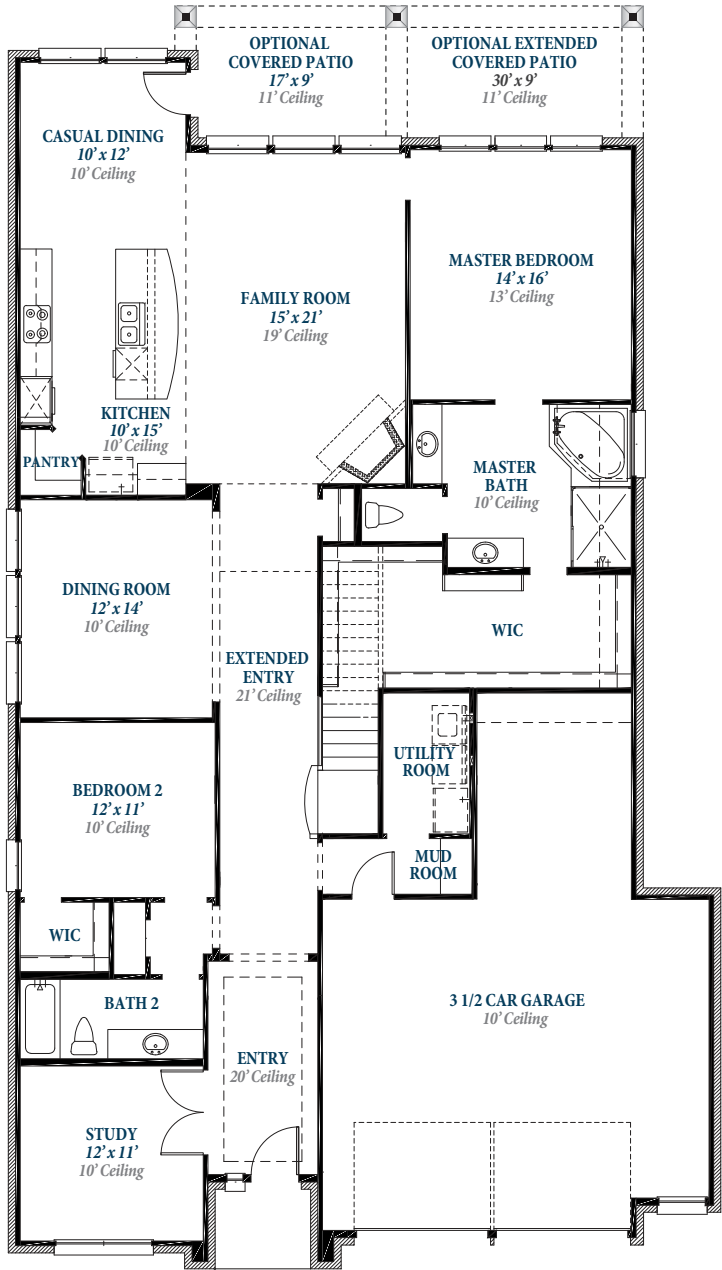 OPTIONAL
COVERED PATIO
17' x 9'
11' Ceiling
OPTIONAL EXTENDED
COVERED PATIO
30' x 9'
11' Ceiling
CASUAL DINING
10' x 12'
10' Ceiling
MASTER BEDROOM
14' x 16'
13' Ceiling
FAMILY ROOM
15' x 21'
19' Ceiling
KITCHEN
10' x 15'
10' Ceiling
PANTRY
MASTER
BATH
10' Ceiling
DINING ROOM
12' x 14'
10' Ceiling
WIC
EXTENDED
ENTRY
21' Ceiling
UTILITY
ROOM
BEDROOM 2
12' x 11'
10' Ceiling
MUD
ROOM
WIC
BATH 2
3 1/2 CAR GARAGE
10' Ceiling
ENTRY
20' Ceiling
STUDY
12' x 11'
10' Ceiling